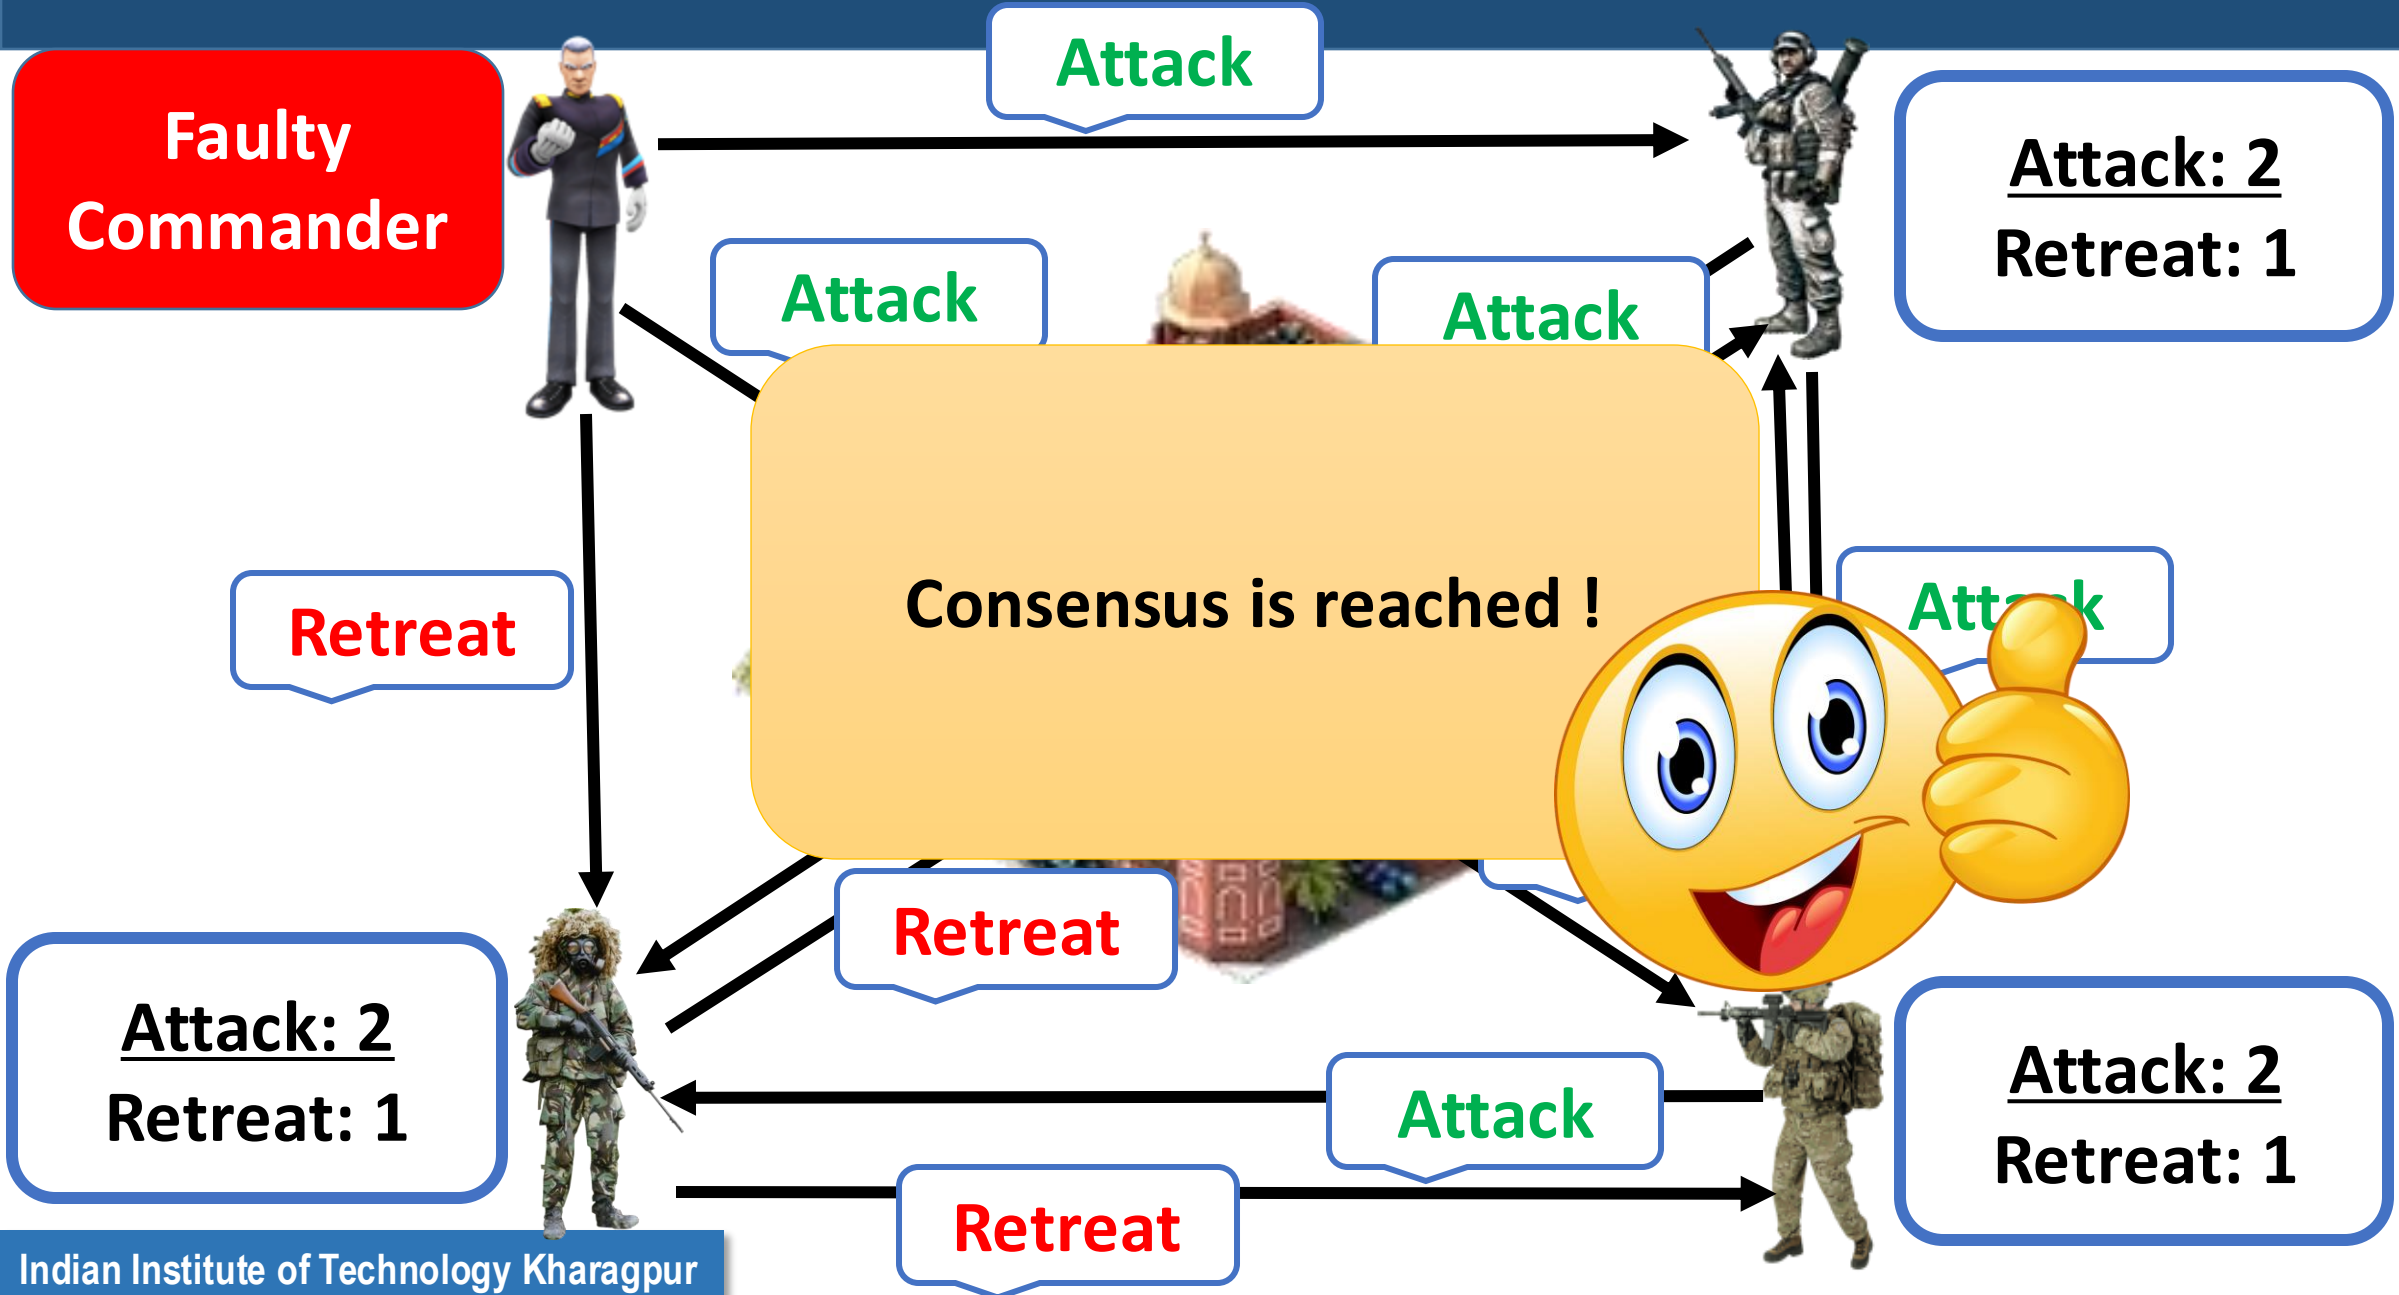 Attack
Faulty
Commander
Attack: 2
Retreat: 1
Attack
Attack
Consensus is reached !
Retreat
Attack
Retreat
Attack: 2
Retreat: 1
Attack
Attack: 2
Retreat: 1
Retreat
Indian Institute of Technology Kharagpur